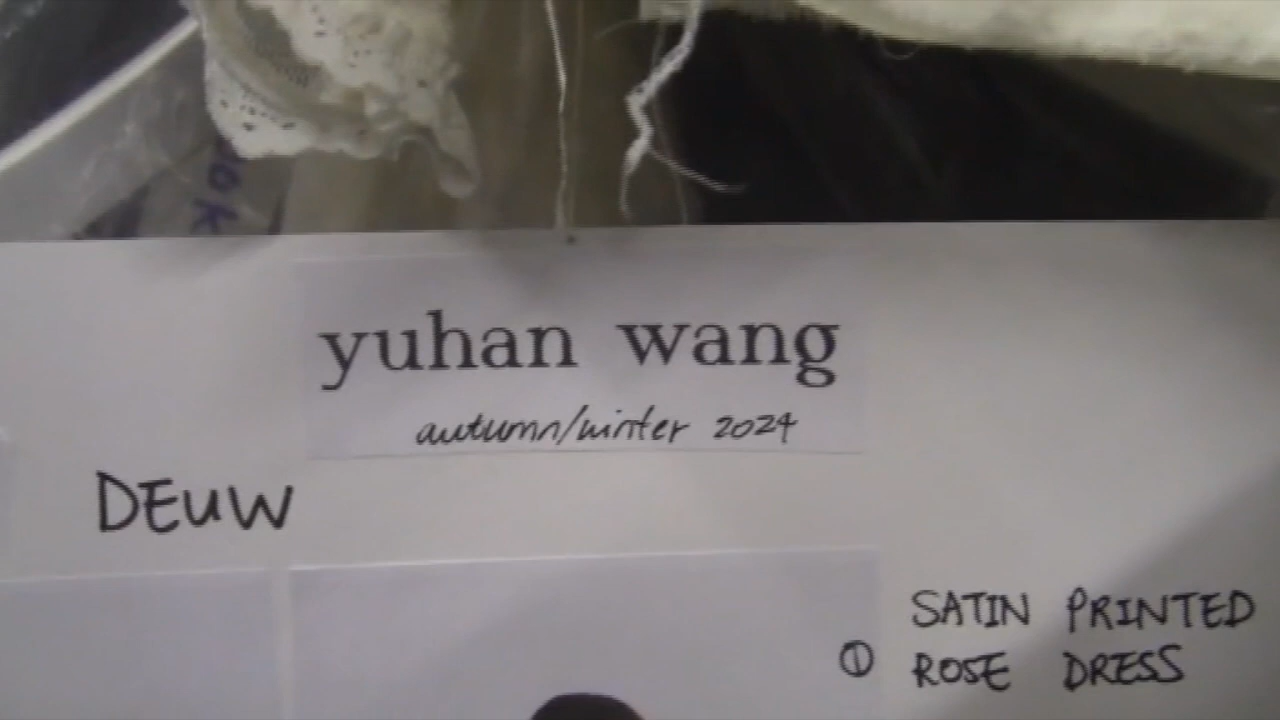 yuhan wang
autumn/winter 2024
DEUW
SATIN PRINTED
① ROSE DRESS